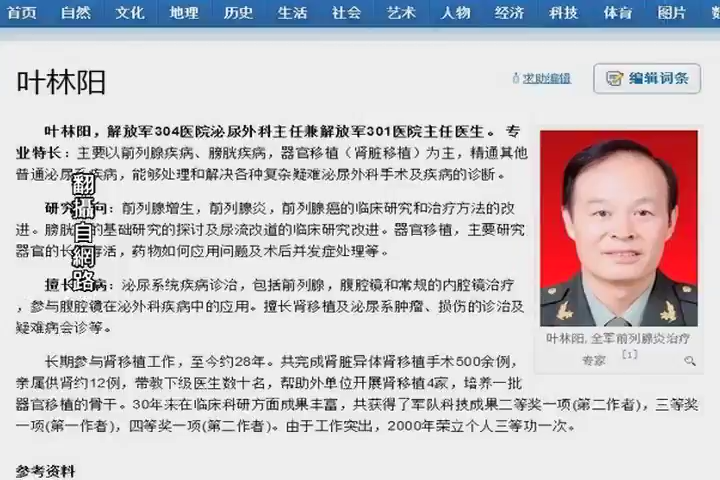 首页 自然 文化 地理 历史 生活 社会 艺术 人物 经济 科技 体育 图片
叶林阳
求助编辑
编辑词条
叶林阳，解放军304医院泌尿外科主任兼解放军301医院主任医生。 专
业特长：主要以前列腺疾病、膀胱疾病，器官移植（肾脏移植）为主，精通其他
普通泌尿系疾病，能够处理和解决各种复杂疑难泌尿外科手术及疾病的诊断。
研究 向：前列腺增生，前列腺炎，前列腺癌的临床研究和治疗方法的改
进。膀胱 的基础研究的探讨及尿流改道的临床研究改进。器官移植，主要研究
器官的长 存活，药物如何应用问题及术后并发症处理等。
擅长 病：泌尿系统疾病诊治，包括前列腺，腹腔镜和常规的内腔镜治疗
，参与腹腔镜在泌外科疾病中的应用。擅长肾移植及泌尿系肿瘤、损伤的诊治及
疑难病会诊等。
长期参与肾移植工作，至今约28年。共完成肾脏异体肾移植手术500余例，
亲属供肾约12例，带教下级医生数十名，帮助外单位开展肾移植4家，培养一批
器官移植的骨干。30年来在临床科研方面成果丰富，共获得了军队科技成果二等奖一项(第二作者)，三等奖
一项(第一作者)，四等奖一项(第二作者)。由于工作突出，2000年荣立个人三等功一次。
参考资料
叶林阳, 全军前列腺炎治疗
专家 [1]
翻攝自網路